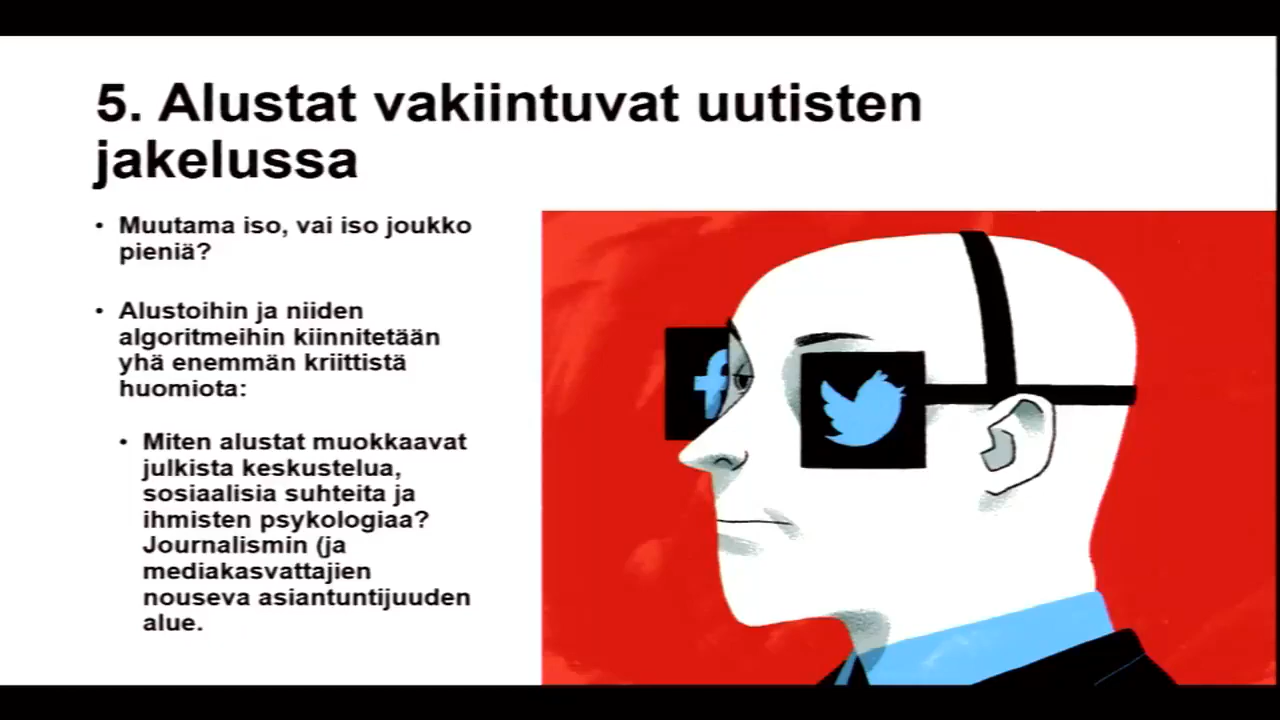 5. Alustat vakiintuvat uutisten
jakelussa
• Muutama iso, vai iso joukko
pieniä?
• Alustoihin ja niiden
algoritmeihin kiinnitetään
yhä enemmän kriittistä
huomiota:
• Miten alustat muokkaavat
julkista keskustelua,
sosiaalisia suhteita ja
ihmisten psykologiaa?
Journalismin (ja
mediakasvattajien
nouseva asiantuntijuuden
alue.